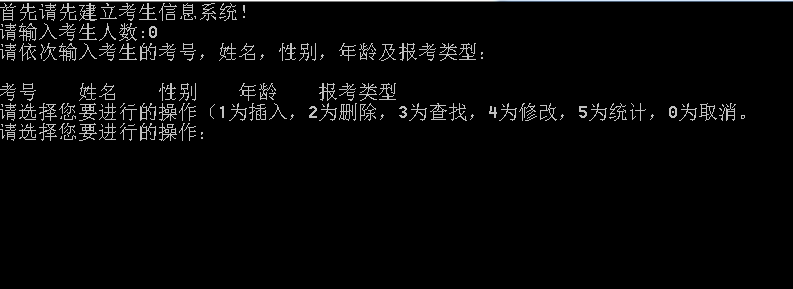 首先请先建立考生信息系统!
请输入考生人数:0
请依次输入考生的考号，姓名，性别，年龄及报考类型：
考号 姓名 性别 年龄 报考类型
请选择您要进行的操作（1为插入，2为删除，3为查找，4为修改，5为统计，0为取消。
请选择您要进行的操作：